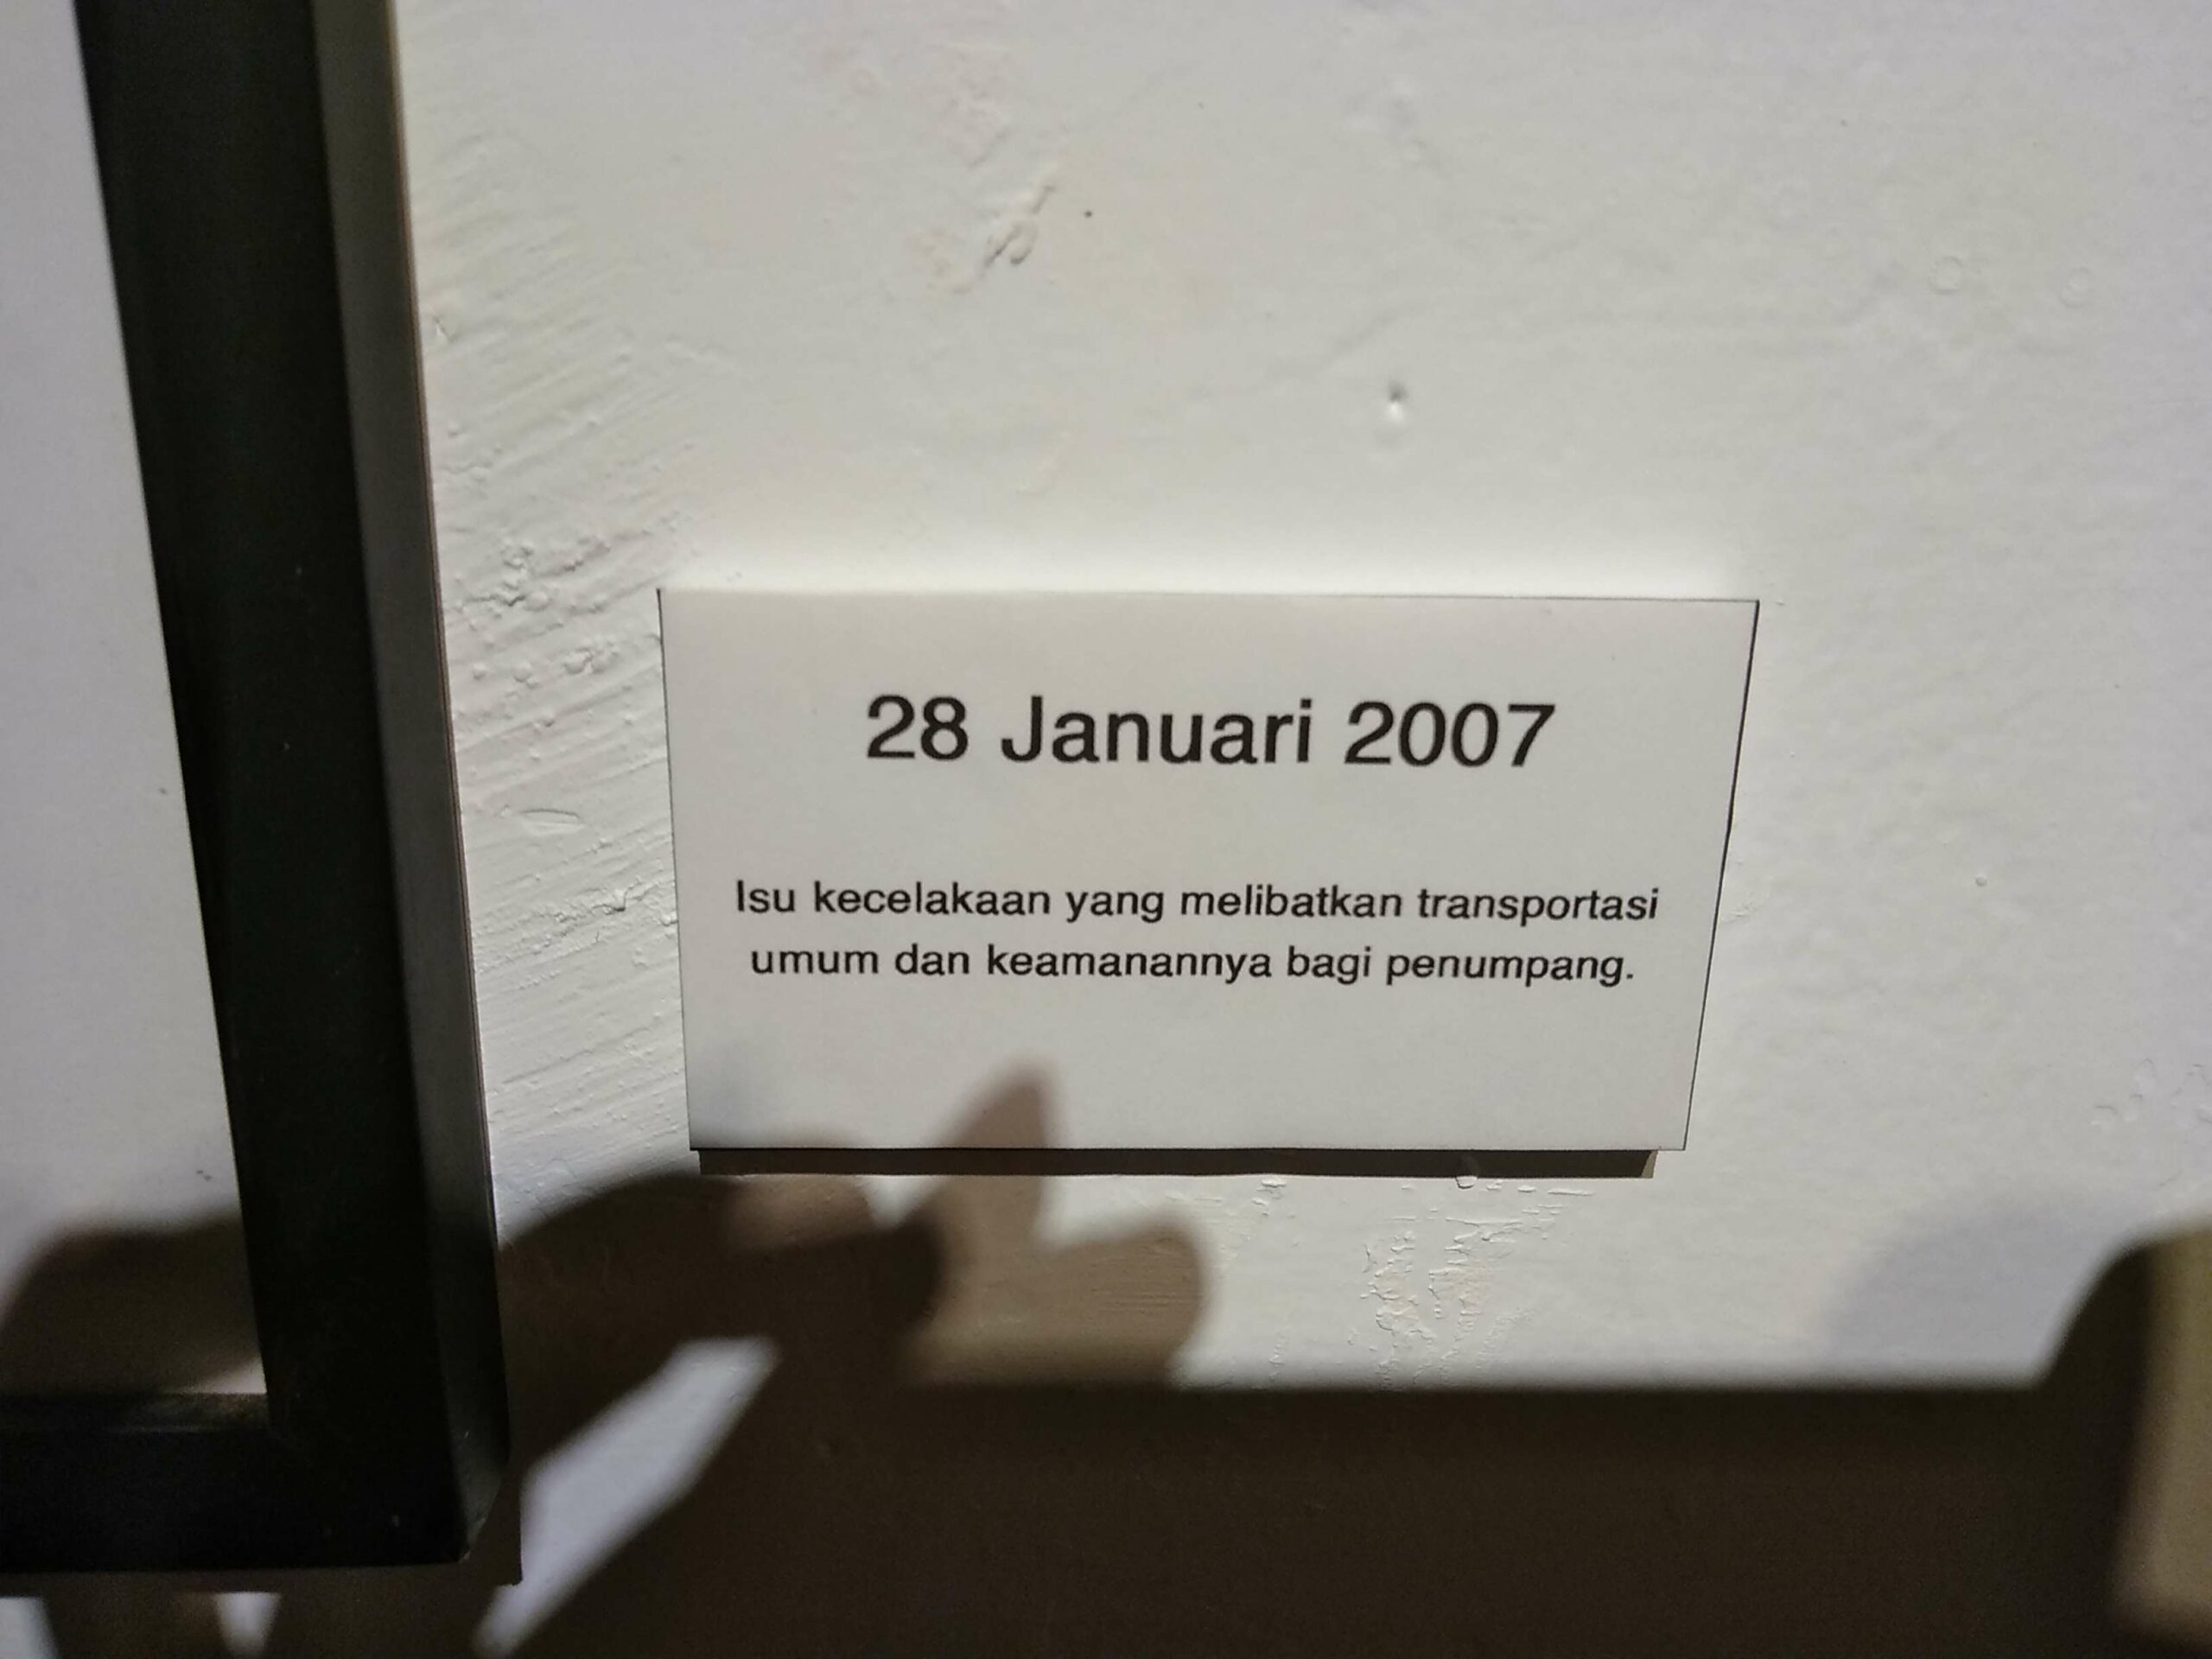 28 Januari 2007
Isu kecelakaan yang melibatkan transportasi
umum dan keamanannya bagi penumpang.